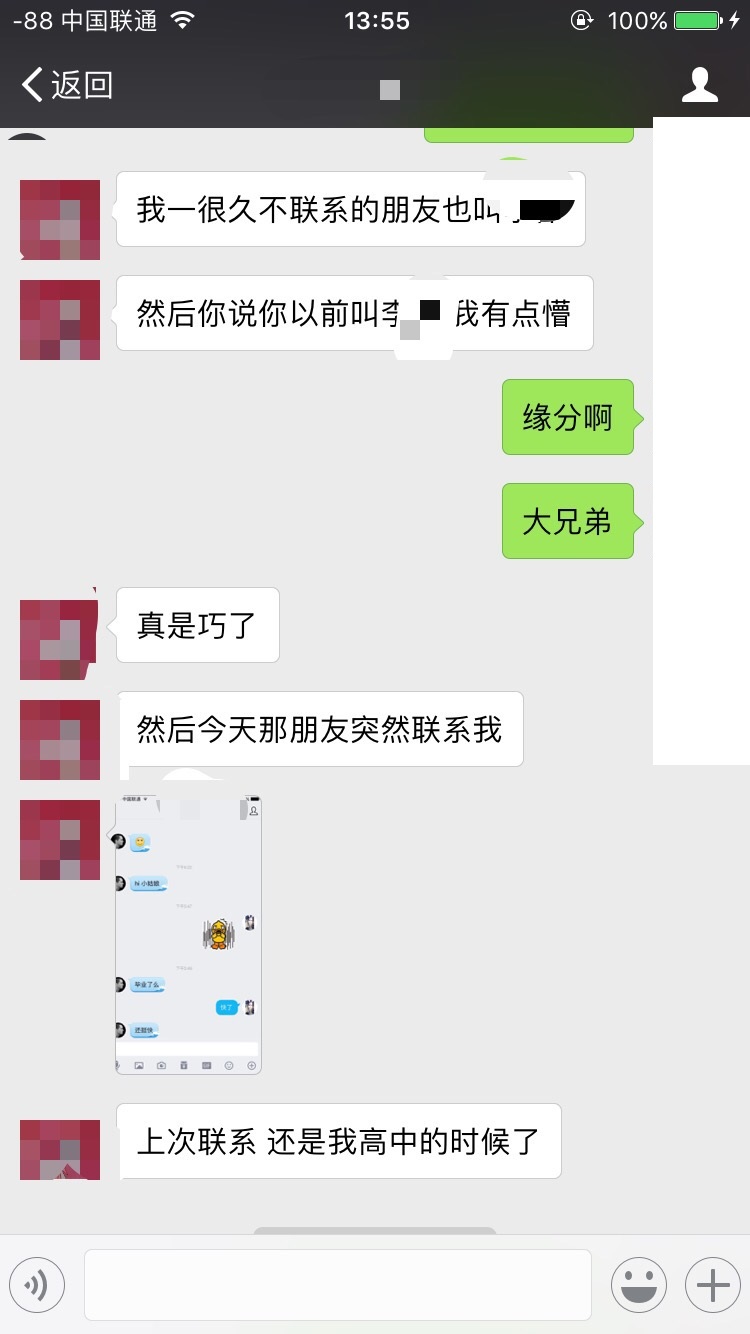 -88 中国联通 13:55 100%
返回
我一很久不联系的朋友也叫
然后你说你以前叫李 我有点懵
缘分啊
大兄弟
真是巧了
然后今天那朋友突然联系我
中国联通
hi 小姑娘
毕业了么
快了
还挺快
上次联系 还是我高中的时候了